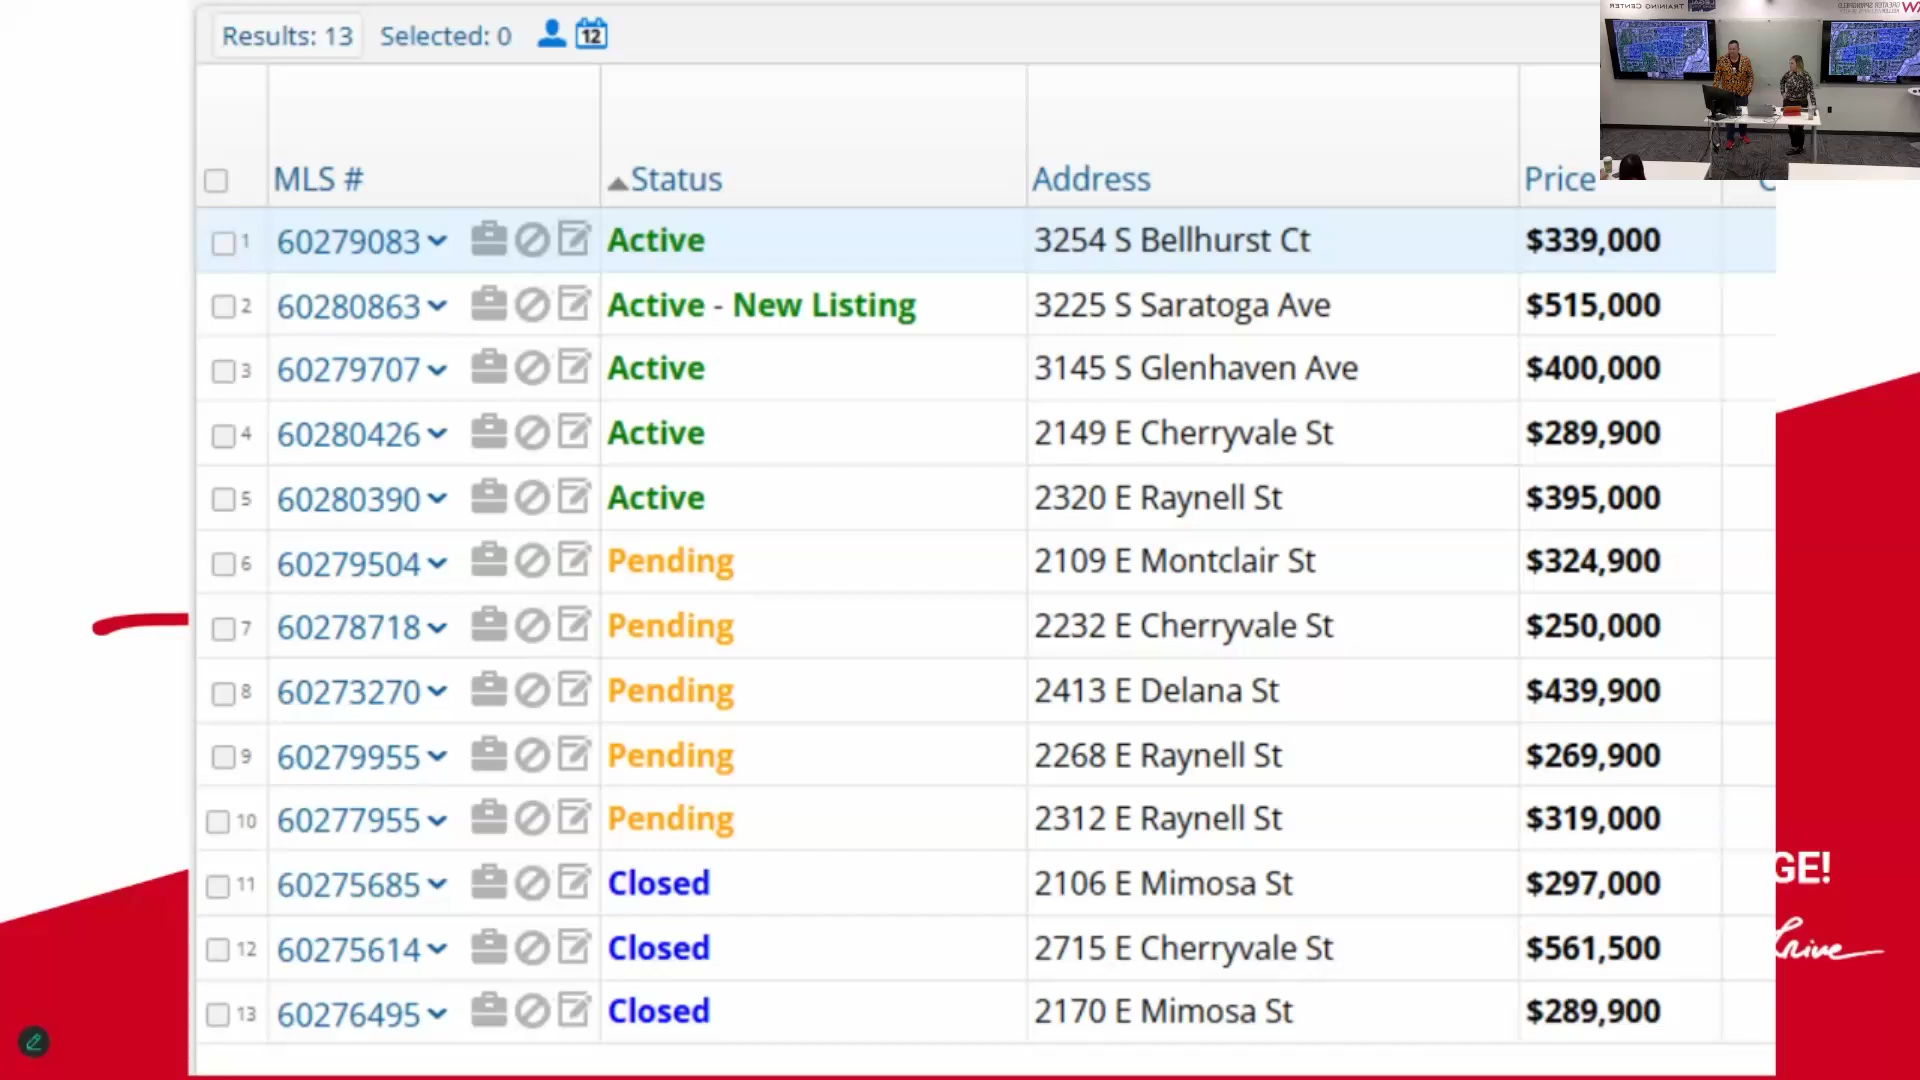 Results: 13 Selected: 0 12
MLS # Status Address Price
1 60279083 Active 3254 S Bellhurst Ct $339,000
2 60280863 Active - New Listing 3225 S Saratoga Ave $515,000
3 60279707 Active 3145 S Glenhaven Ave $400,000
4 60280426 Active 2149 E Cherryvale St $289,900
5 60280390 Active 2320 E Raynell St $395,000
6 60279504 Pending 2109 E Montclair St $324,900
7 60278718 Pending 2232 E Cherryvale St $250,000
8 60273270 Pending 2413 E Delana St $439,900
9 60279955 Pending 2268 E Raynell St $269,900
10 60277955 Pending 2312 E Raynell St $319,000
11 60275685 Closed 2106 E Mimosa St $297,000
12 60275614 Closed 2715 E Cherryvale St $561,500
13 60276495 Closed 2170 E Mimosa St $289,900
TRAINING CENTER
GREATER SPRINGFIELD
GE!